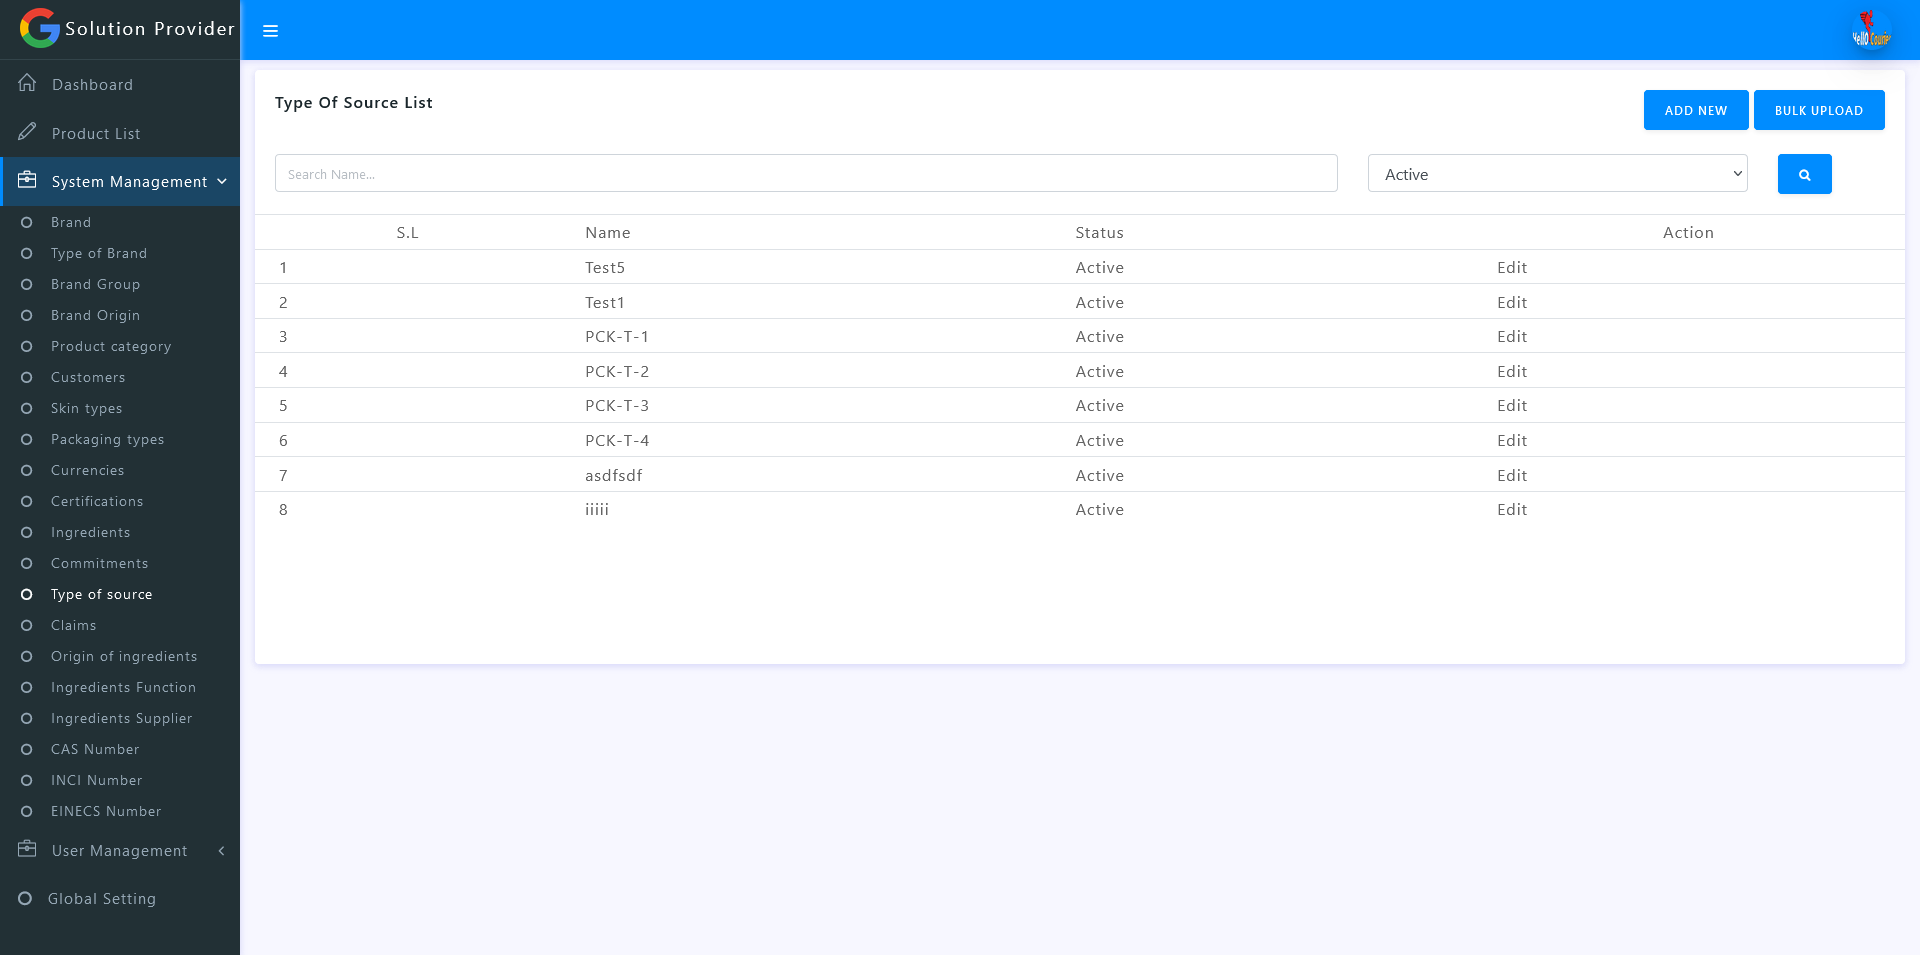 Solution Provider
Hello Courier
Dashboard
Product List
System Management
Brand
Type of Brand
Brand Group
Brand Origin
Product category
Customers
Skin types
Packaging types
Currencies
Certifications
Ingredients
Commitments
Type of source
Claims
Origin of ingredients
Ingredients Function
Ingredients Supplier
CAS Number
INCI Number
EINECS Number
User Management
Global Setting
Type Of Source List
ADD NEW BULK UPLOAD
Search Name... Active
S.L Name Status Action
1 Test5 Active Edit
2 Test1 Active Edit
3 PCK-T-1 Active Edit
4 PCK-T-2 Active Edit
5 PCK-T-3 Active Edit
6 PCK-T-4 Active Edit
7 asdfsdf Active Edit
8 iiiii Active Edit